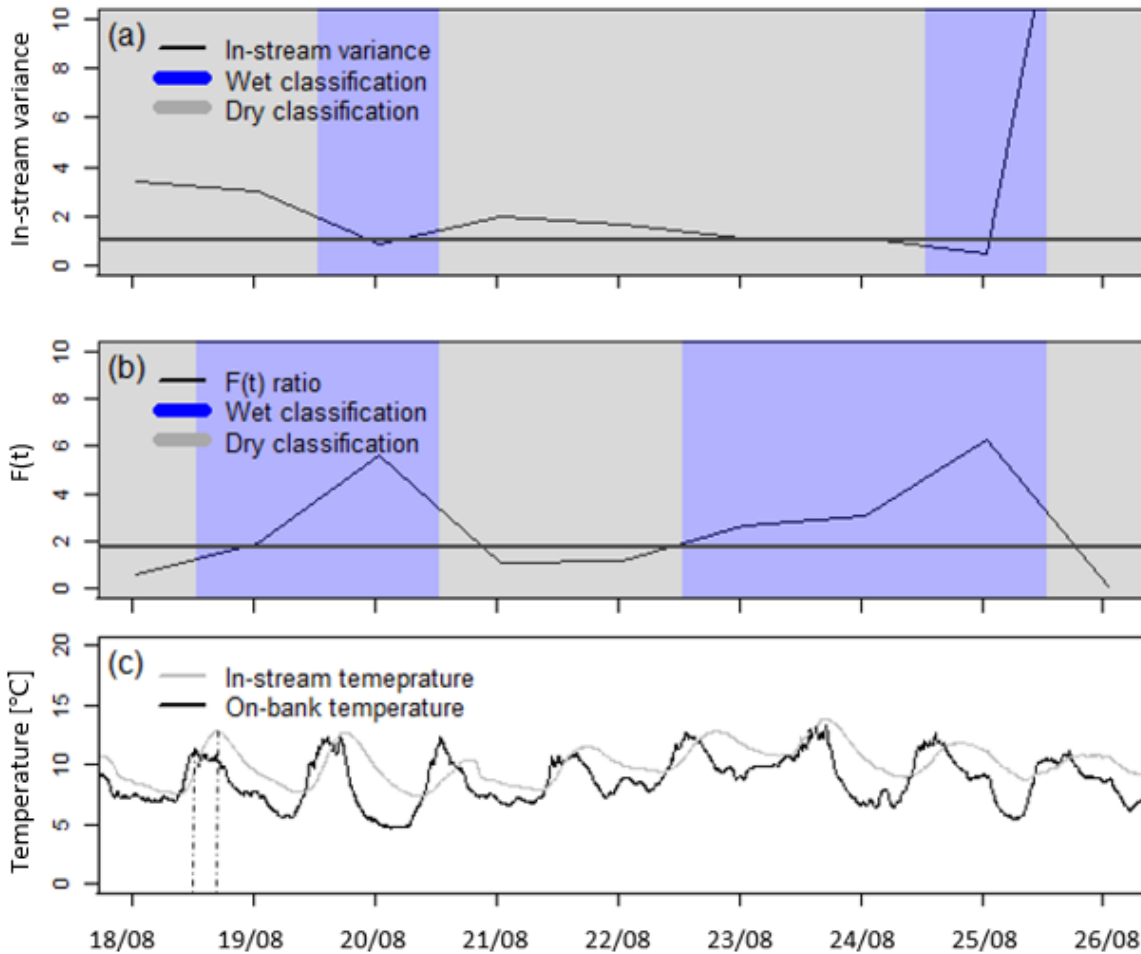 (a)
In-stream variance
Wet classification
Dry classification
In-stream variance
10
8
6
4
2
0
(b)
F(t) ratio
Wet classification
Dry classification
F(t)
10
8
6
4
2
0
(c)
In-stream temeprature
On-bank temperature
Temperature [°C]
20
15
10
5
0
18/08 19/08 20/08 21/08 22/08 23/08 24/08 25/08 26/08